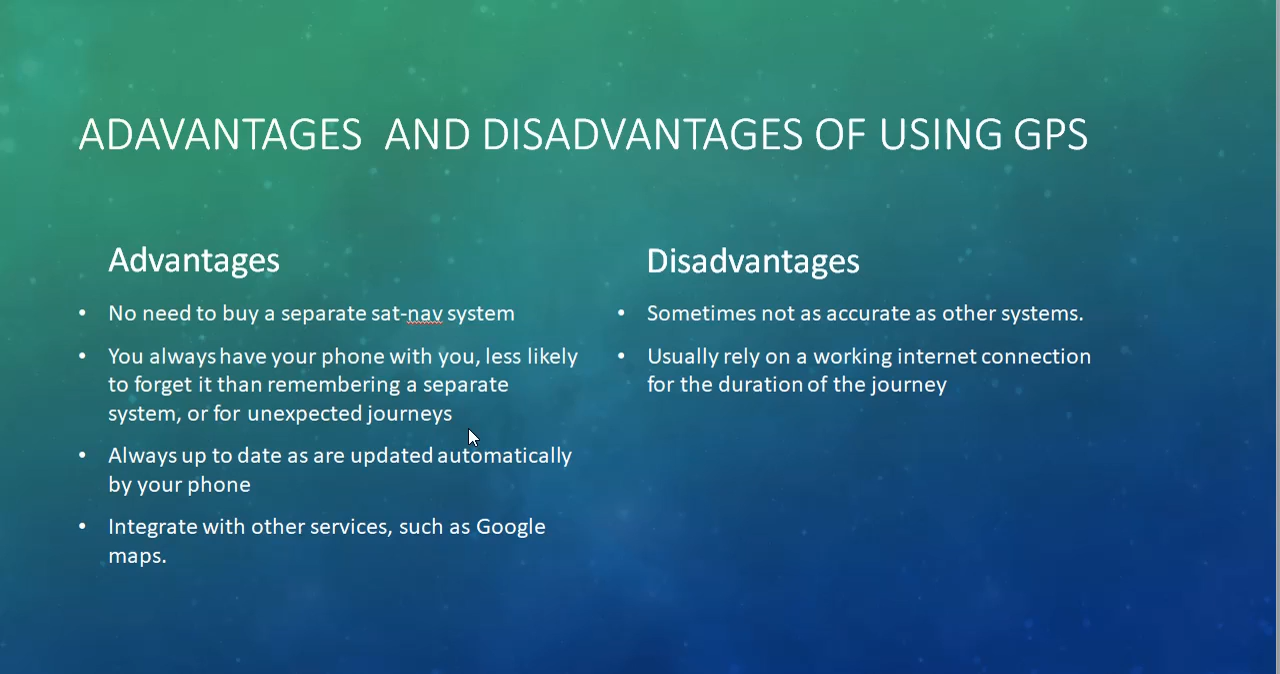 ADAVANTAGES  AND DISADVANTAGES OF USING GPS
Advantages
• No need to buy a separate sat-nav system
• You always have your phone with you, less likely
to forget it than remembering a separate
system, or for unexpected journeys
• Always up to date as are updated automatically
by your phone
• Integrate with other services, such as Google
maps.
Disadvantages
• Sometimes not as accurate as other systems.
• Usually rely on a working internet connection
for the duration of the journey